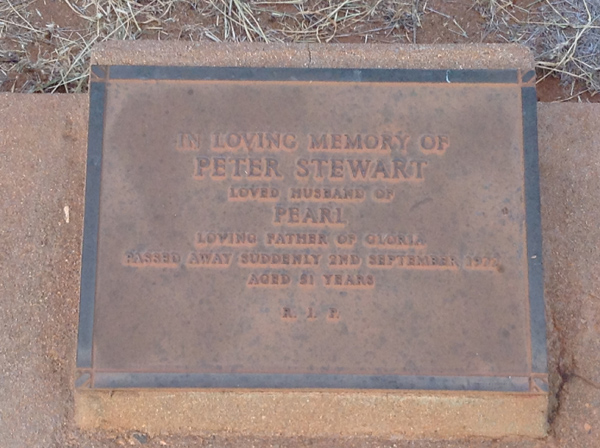 IN LOVING MEMORY OF
PETER STEWART
LOVED HUSBAND OF
PEARL
LOVING FATHER OF GLORIA
PASSED AWAY SUDDENLY 2ND SEPTEMBER
AGED 51 YEARS
R. I. P.